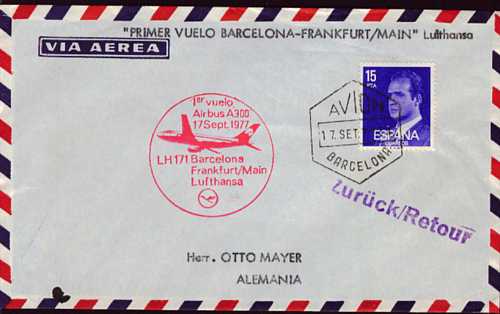 "PRIMER VUELO BARCELONA-FRANKFURT/MAIN" Lufthansa
VIA AEREA
1er vuelo
Airbus A300
17 Sept. 1977
LH 171 Barcelona
Frankfurt/Main
Lufthansa
AVION
17. SET.
BARCELONA
15
PTA
ESPAÑA
CORREOS
Zurück/Retour
Herr. OTTO MAYER
ALEMANIA